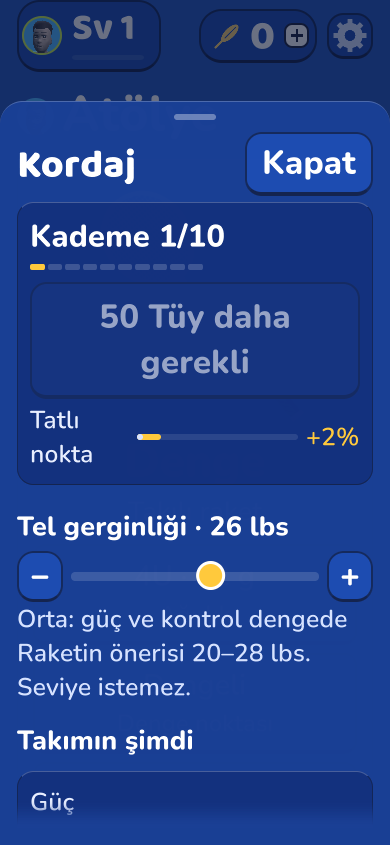 Sv 1
0
Atölye
Kordaj
Kapat
Kademe 1/10
50 Tüy daha
gerekli
Tatlı
nokta
+2%
Tel gerginliği · 26 lbs
−
+
Orta: güç ve kontrol dengede
Raketin önerisi 20–28 lbs.
Seviye istemez.
Takımın şimdi
Güç